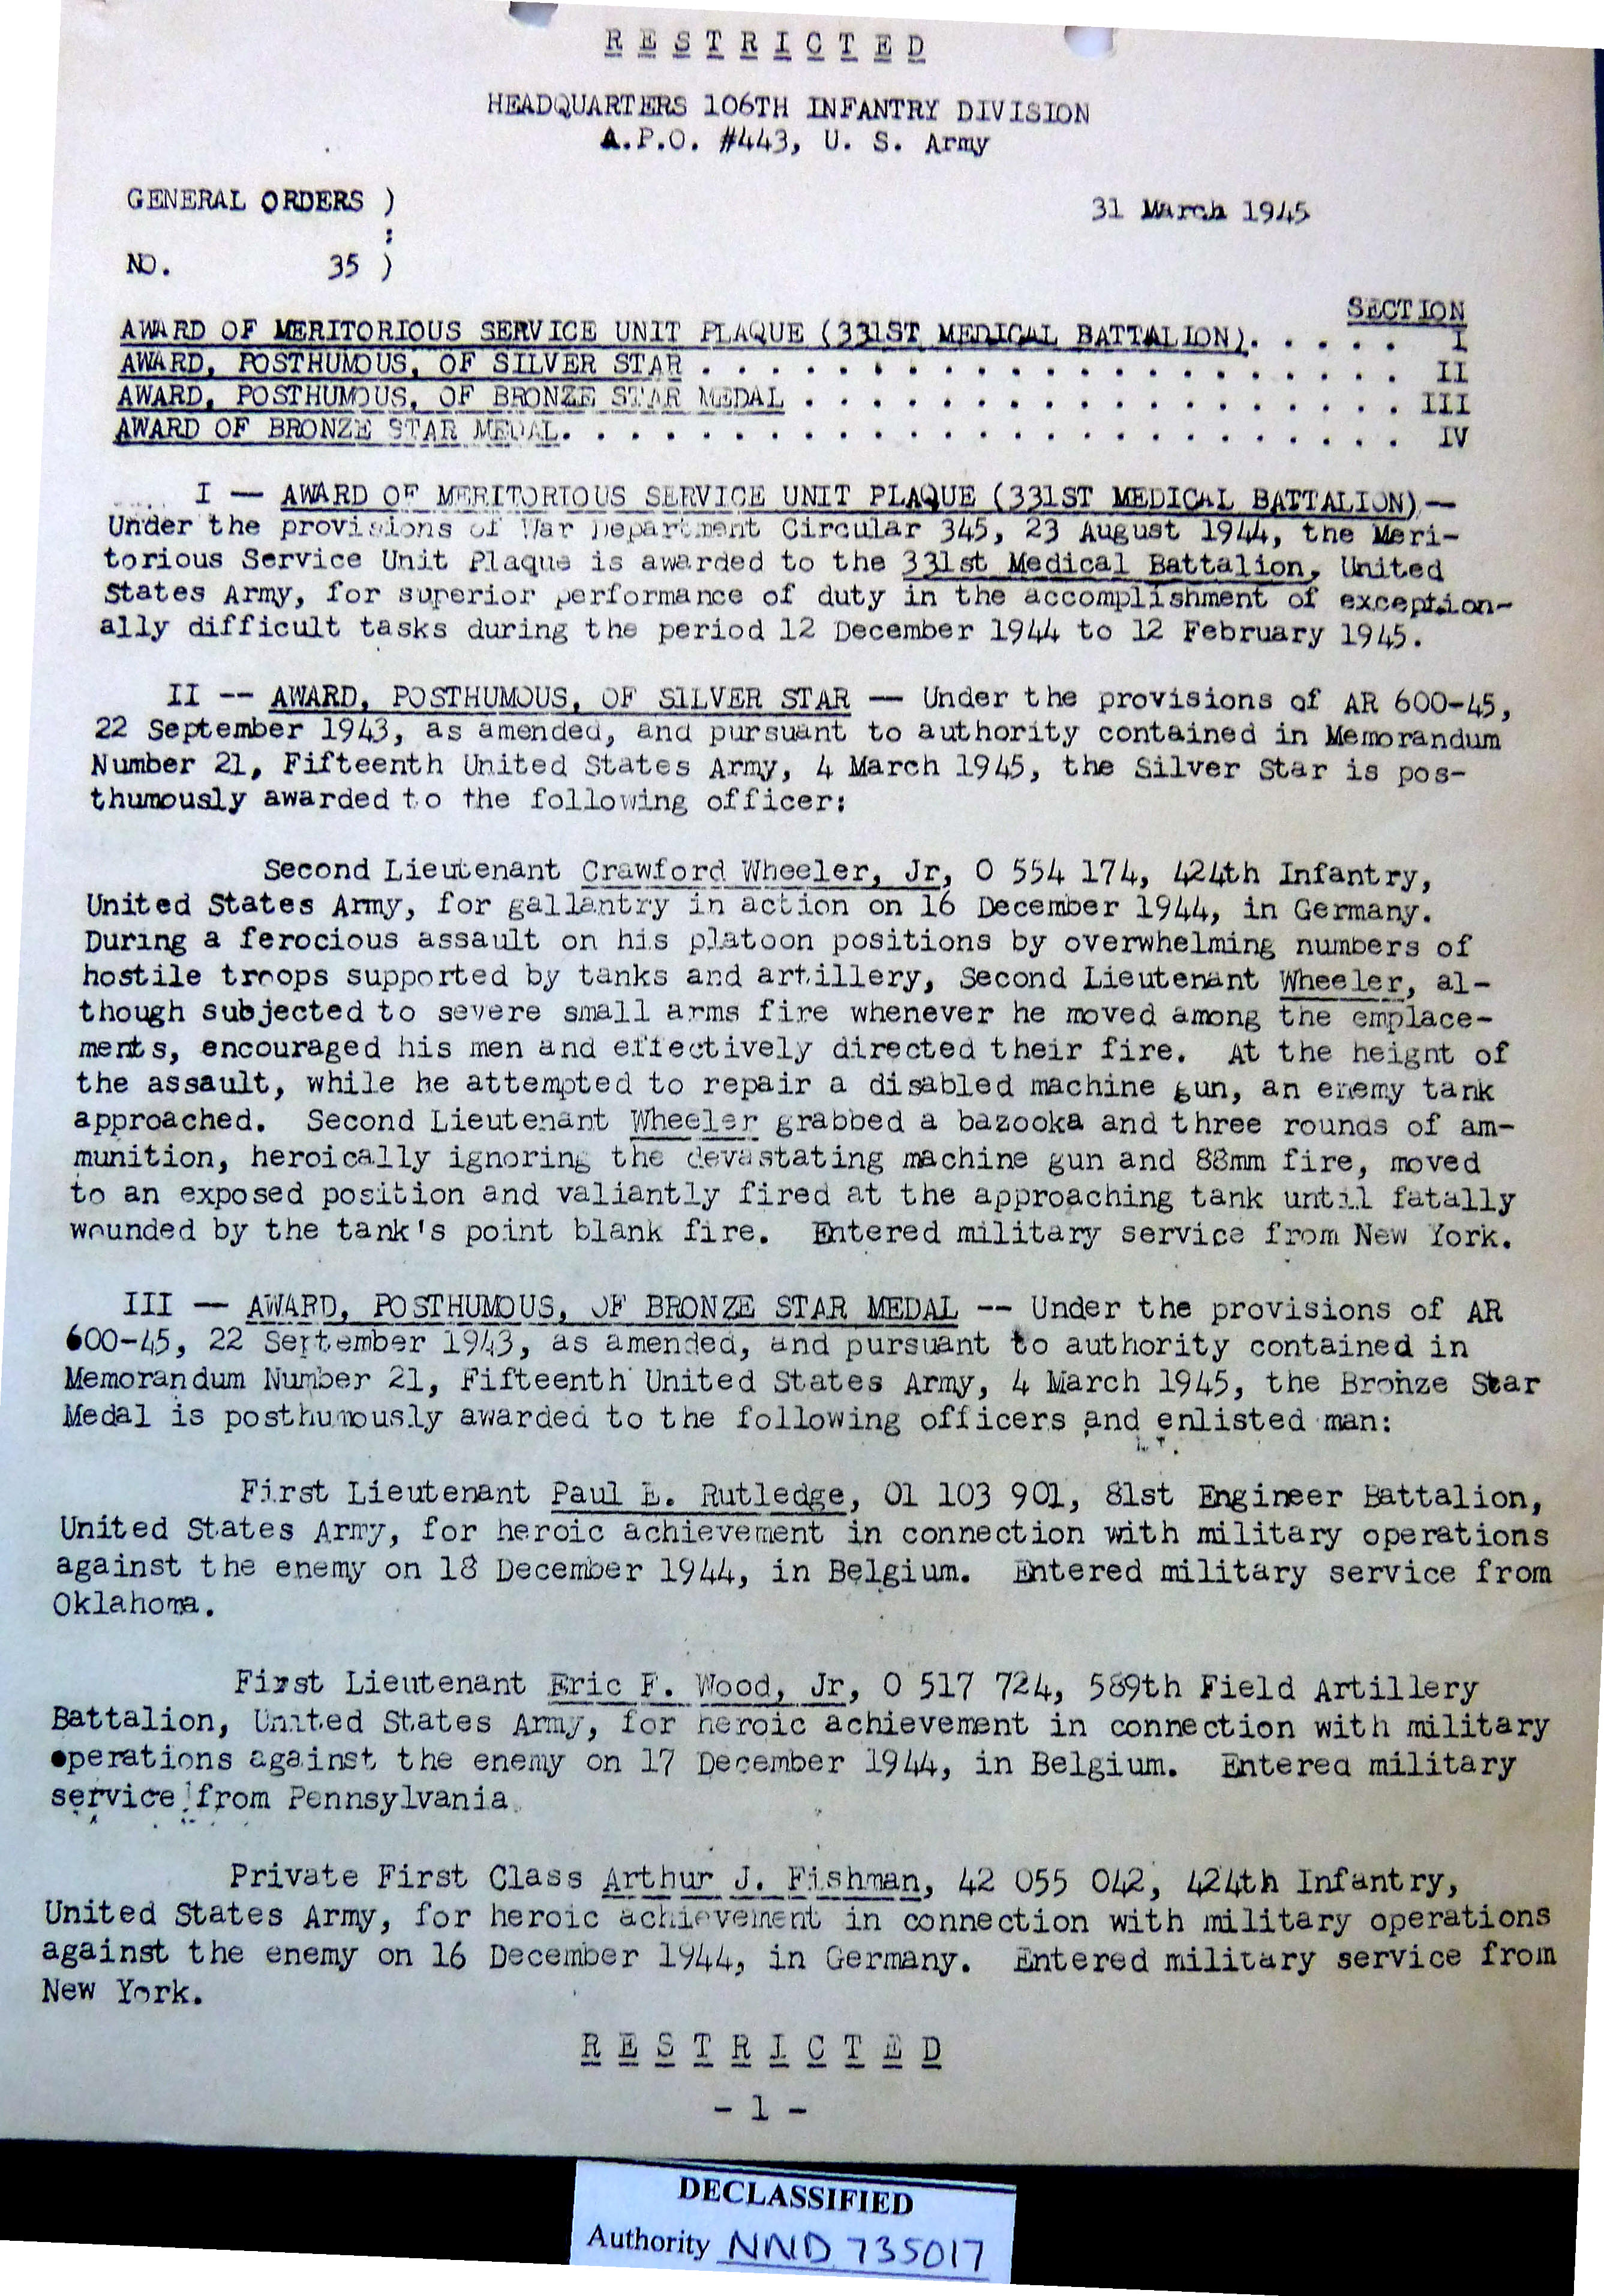 R E S T R I C T E D
HEADQUARTERS 106TH INFANTRY DIVISION
A.P.O. #443, U. S. Army
GENERAL ORDERS )
31 March 1945
:
NO. 35 )
SECTION
AWARD OF MERITORIOUS SERVICE UNIT PLAQUE (331ST MEDICAL BATTALION). . . . . I
AWARD, POSTHUMOUS, OF SILVER STAR . . . . . . . . . . . . . . . . . . . . . II
AWARD, POSTHUMOUS, OF BRONZE STAR MEDAL . . . . . . . . . . . . . . . . . . III
AWARD OF BRONZE STAR MEDAL. . . . . . . . . . . . . . . . . . . . . . . . . IV
I — AWARD OF MERITORIOUS SERVICE UNIT PLAQUE (331ST MEDICAL BATTALION) —
Under the provisions of War Department Circular 345, 23 August 1944, the Meri-
torious Service Unit Plaque is awarded to the 331st Medical Battalion, United
States Army, for superior performance of duty in the accomplishment of exception-
ally difficult tasks during the period 12 December 1944 to 12 February 1945.
II -- AWARD, POSTHUMOUS, OF SILVER STAR — Under the provisions of AR 600-45,
22 September 1943, as amended, and pursuant to authority contained in Memorandum
Number 21, Fifteenth United States Army, 4 March 1945, the Silver Star is pos-
thumously awarded to the following officer:
Second Lieutenant Crawford Wheeler, Jr, O 554 174, 424th Infantry,
United States Army, for gallantry in action on 16 December 1944, in Germany.
During a ferocious assault on his platoon positions by overwhelming numbers of
hostile troops supported by tanks and artillery, Second Lieutenant Wheeler, al-
though subjected to severe small arms fire whenever he moved among the emplace-
ments, encouraged his men and effectively directed their fire. At the height of
the assault, while he attempted to repair a disabled machine gun, an enemy tank
approached. Second Lieutenant Wheeler grabbed a bazooka and three rounds of am-
munition, heroically ignoring the devastating machine gun and 88mm fire, moved
to an exposed position and valiantly fired at the approaching tank until fatally
wounded by the tank's point blank fire. Entered military service from New York.
III — AWARD, POSTHUMOUS, OF BRONZE STAR MEDAL -- Under the provisions of AR
600-45, 22 September 1943, as amended, and pursuant to authority contained in
Memorandum Number 21, Fifteenth United States Army, 4 March 1945, the Bronze Star
Medal is posthumously awarded to the following officers and enlisted man:
First Lieutenant Paul E. Rutledge, O1 103 901, 81st Engineer Battalion,
United States Army, for heroic achievement in connection with military operations
against the enemy on 18 December 1944, in Belgium. Entered military service from
Oklahoma.
First Lieutenant Eric F. Wood, Jr, O 517 724, 589th Field Artillery
Battalion, United States Army, for heroic achievement in connection with military
operations against the enemy on 17 December 1944, in Belgium. Entered military
service from Pennsylvania.
Private First Class Arthur J. Fishman, 42 055 042, 424th Infantry,
United States Army, for heroic achievement in connection with military operations
against the enemy on 16 December 1944, in Germany. Entered military service from
New York.
R E S T R I C T E D
- 1 -
DECLASSIFIED
Authority NND 735017